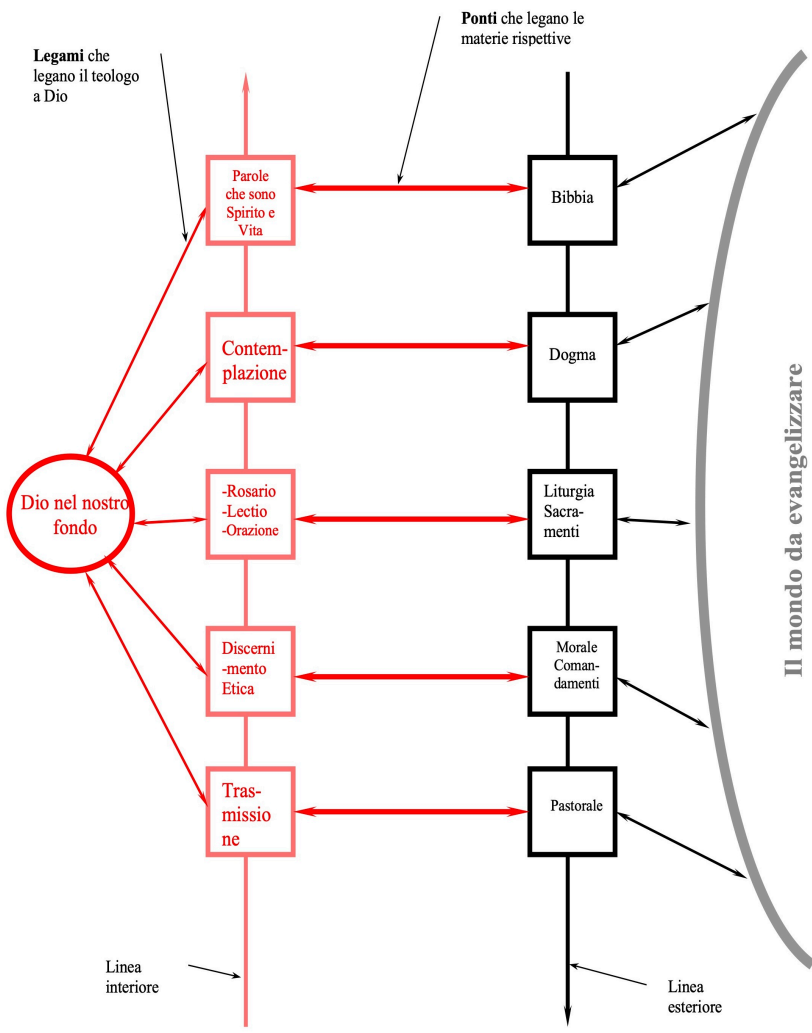 Legami che
legano il teologo
a Dio
Ponti che legano le
materie rispettive
Parole
che sono
Spirito e
Vita
Bibbia
Contem-
plazione
Dogma
Dio nel nostro
fondo
-Rosario
-Lectio
-Orazione
Liturgia
Sacra-
menti
Discerni
-mento
Etica
Morale
Coman-
damenti
Tras-
missio
ne
Pastorale
Il mondo da evangelizzare
Linea
interiore
Linea
esteriore